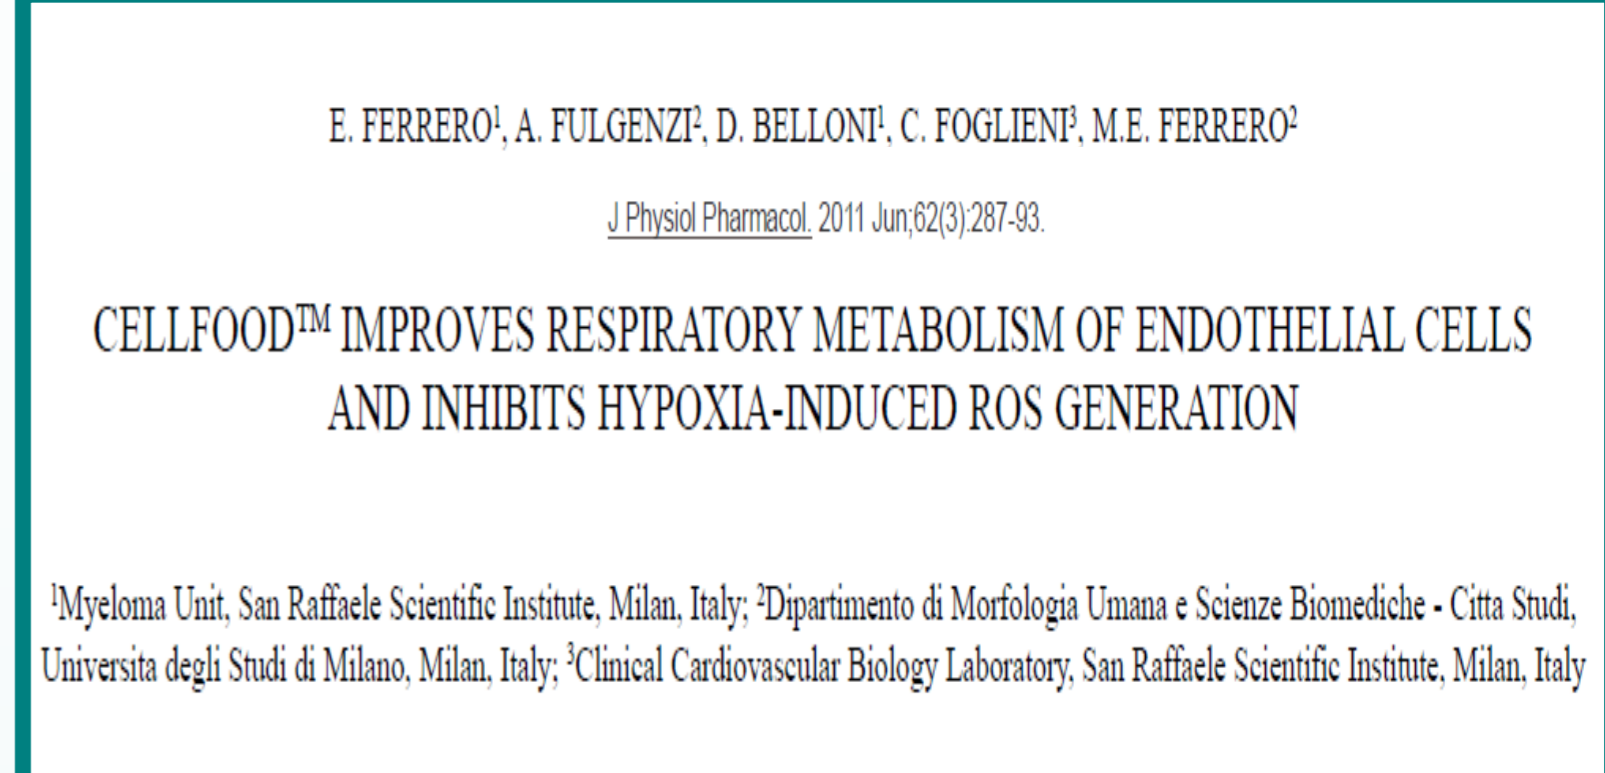 E. FERRERO¹, A. FULGENZI², D. BELLONI¹, C. FOGLIENI³, M.E. FERRERO²
J Physiol Pharmacol. 2011 Jun;62(3):287-93.
CELLFOOD™ IMPROVES RESPIRATORY METABOLISM OF ENDOTHELIAL CELLS
AND INHIBITS HYPOXIA-INDUCED ROS GENERATION
¹Myeloma Unit, San Raffaele Scientific Institute, Milan, Italy; ²Dipartimento di Morfologia Umana e Scienze Biomediche - Citta Studi,
Universita degli Studi di Milano, Milan, Italy; ³Clinical Cardiovascular Biology Laboratory, San Raffaele Scientific Institute, Milan, Italy